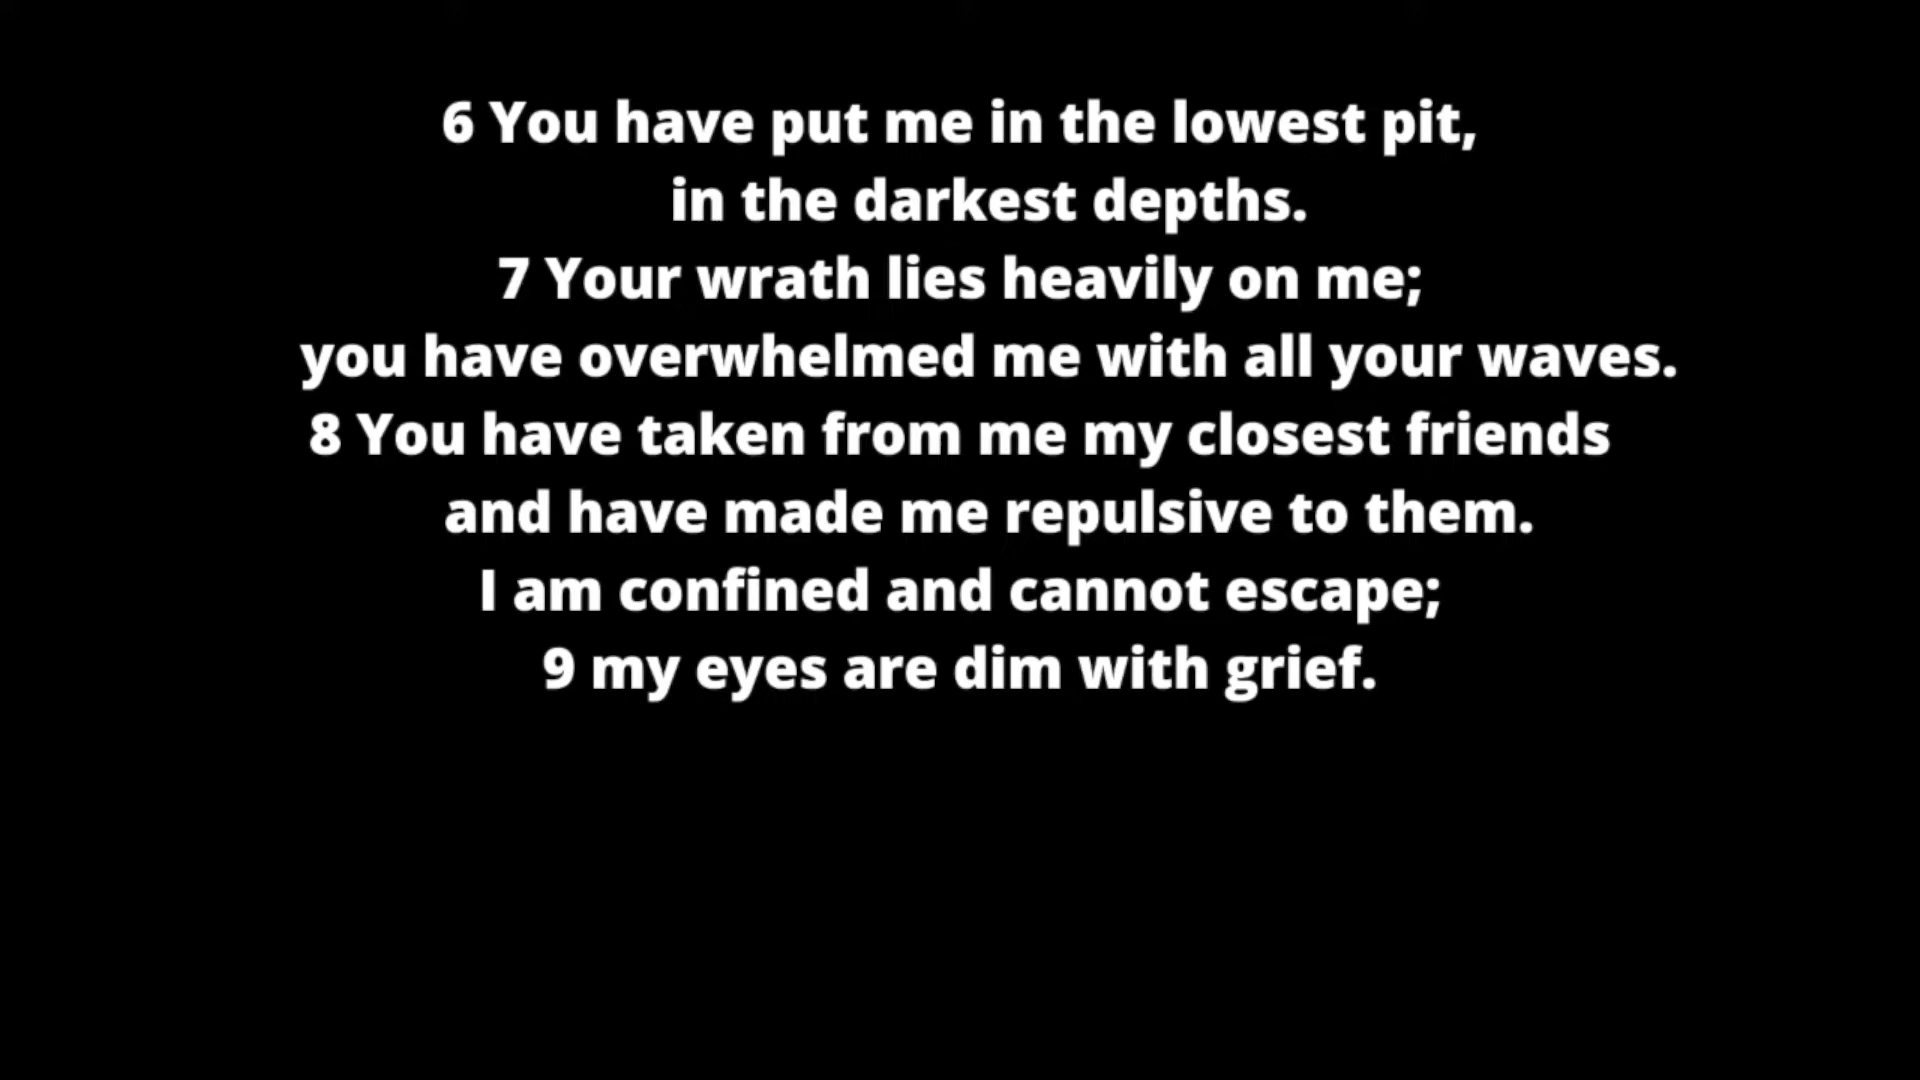 6 You have put me in the lowest pit,
in the darkest depths.
7 Your wrath lies heavily on me;
you have overwhelmed me with all your waves.
8 You have taken from me my closest friends
and have made me repulsive to them.
I am confined and cannot escape;
9 my eyes are dim with grief.